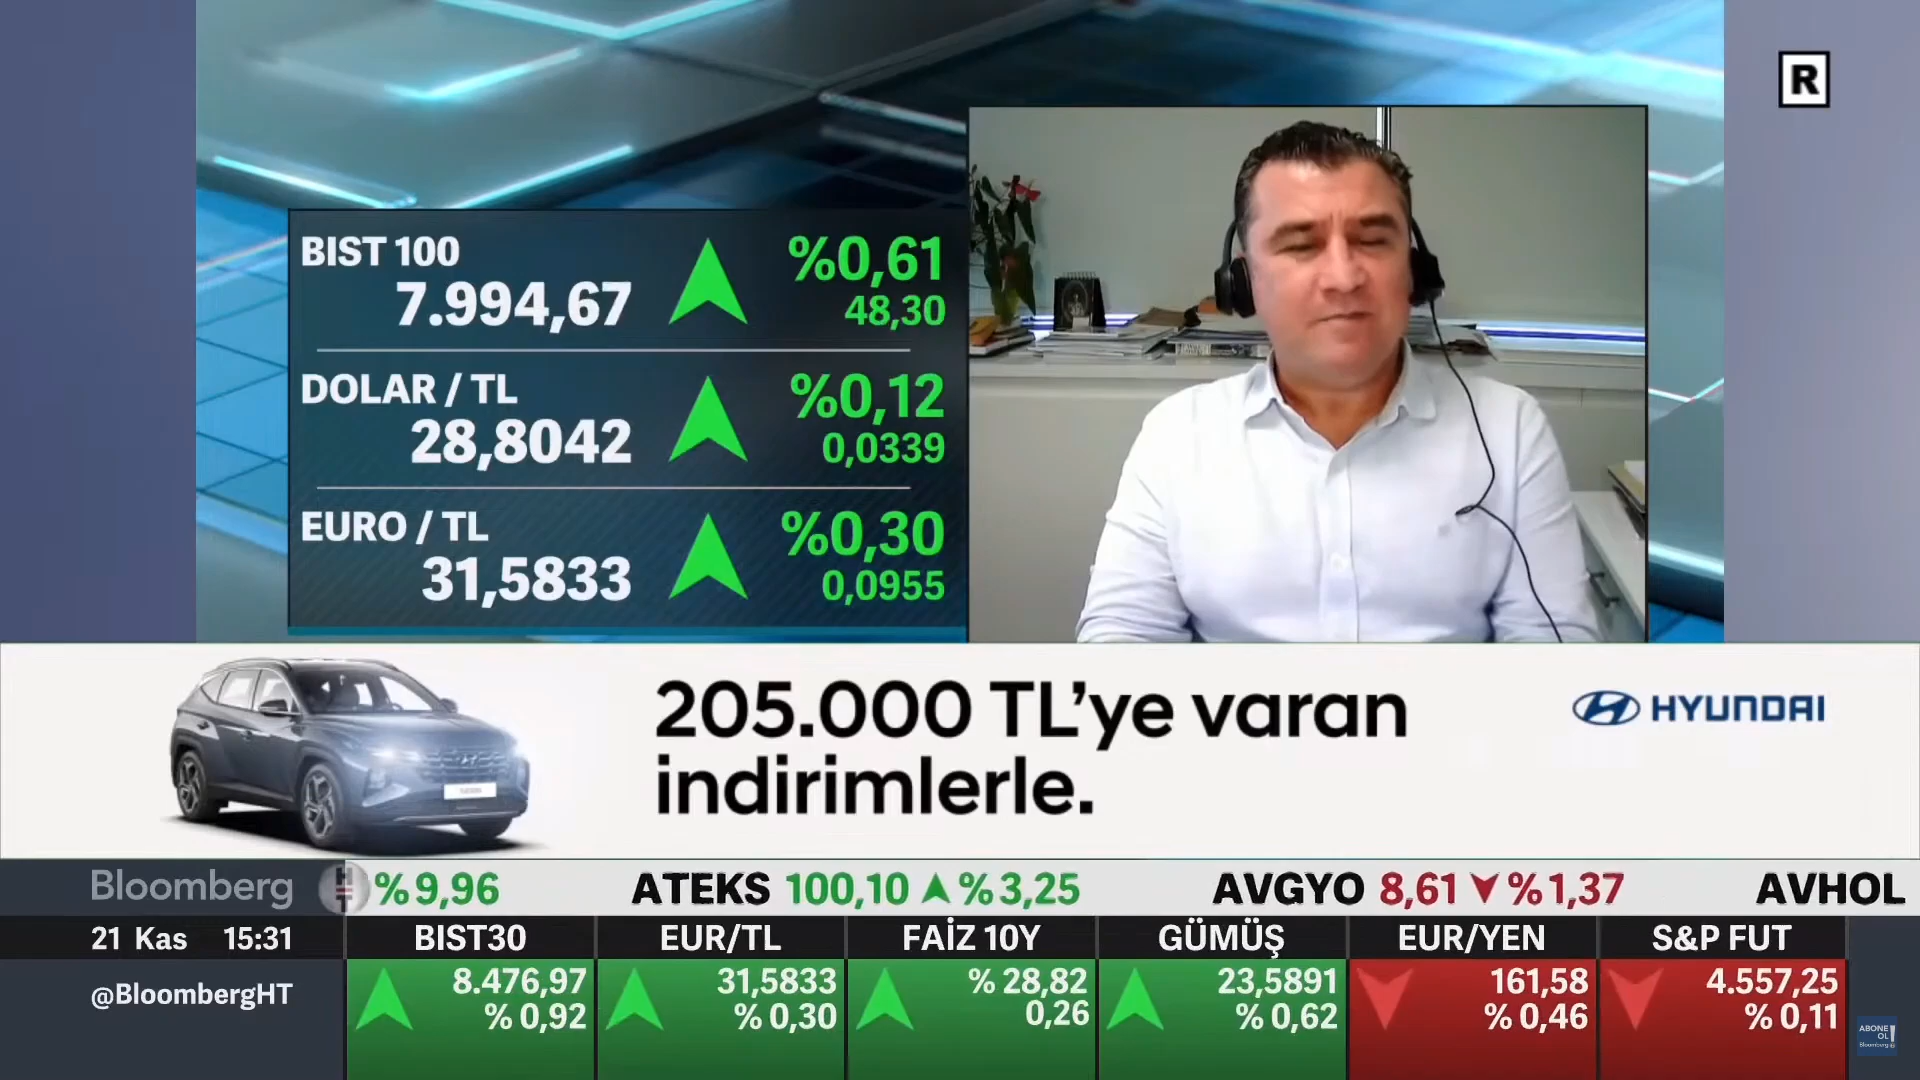 R
BIST 100
7.994,67
%0,61
48,30
DOLAR / TL
28,8042
%0,12
0,0339
EURO / TL
31,5833
%0,30
0,0955
205.000 TL’ye varan
indirimlerle.
HYUNDAI
Bloomberg HT
%9,96 ATEKS 100,10 %3,25 AVGYO 8,61 %1,37 AVHOL
21 Kas 15:31
@BloombergHT
BIST30
8.476,97
% 0,92
EUR/TL
31,5833
% 0,30
FAİZ 10Y
% 28,82
0,26
GÜMÜŞ
23,5891
% 0,62
EUR/YEN
161,58
% 0,46
S&P FUT
4.557,25
% 0,11
ABONE
OL!
Bloomberg